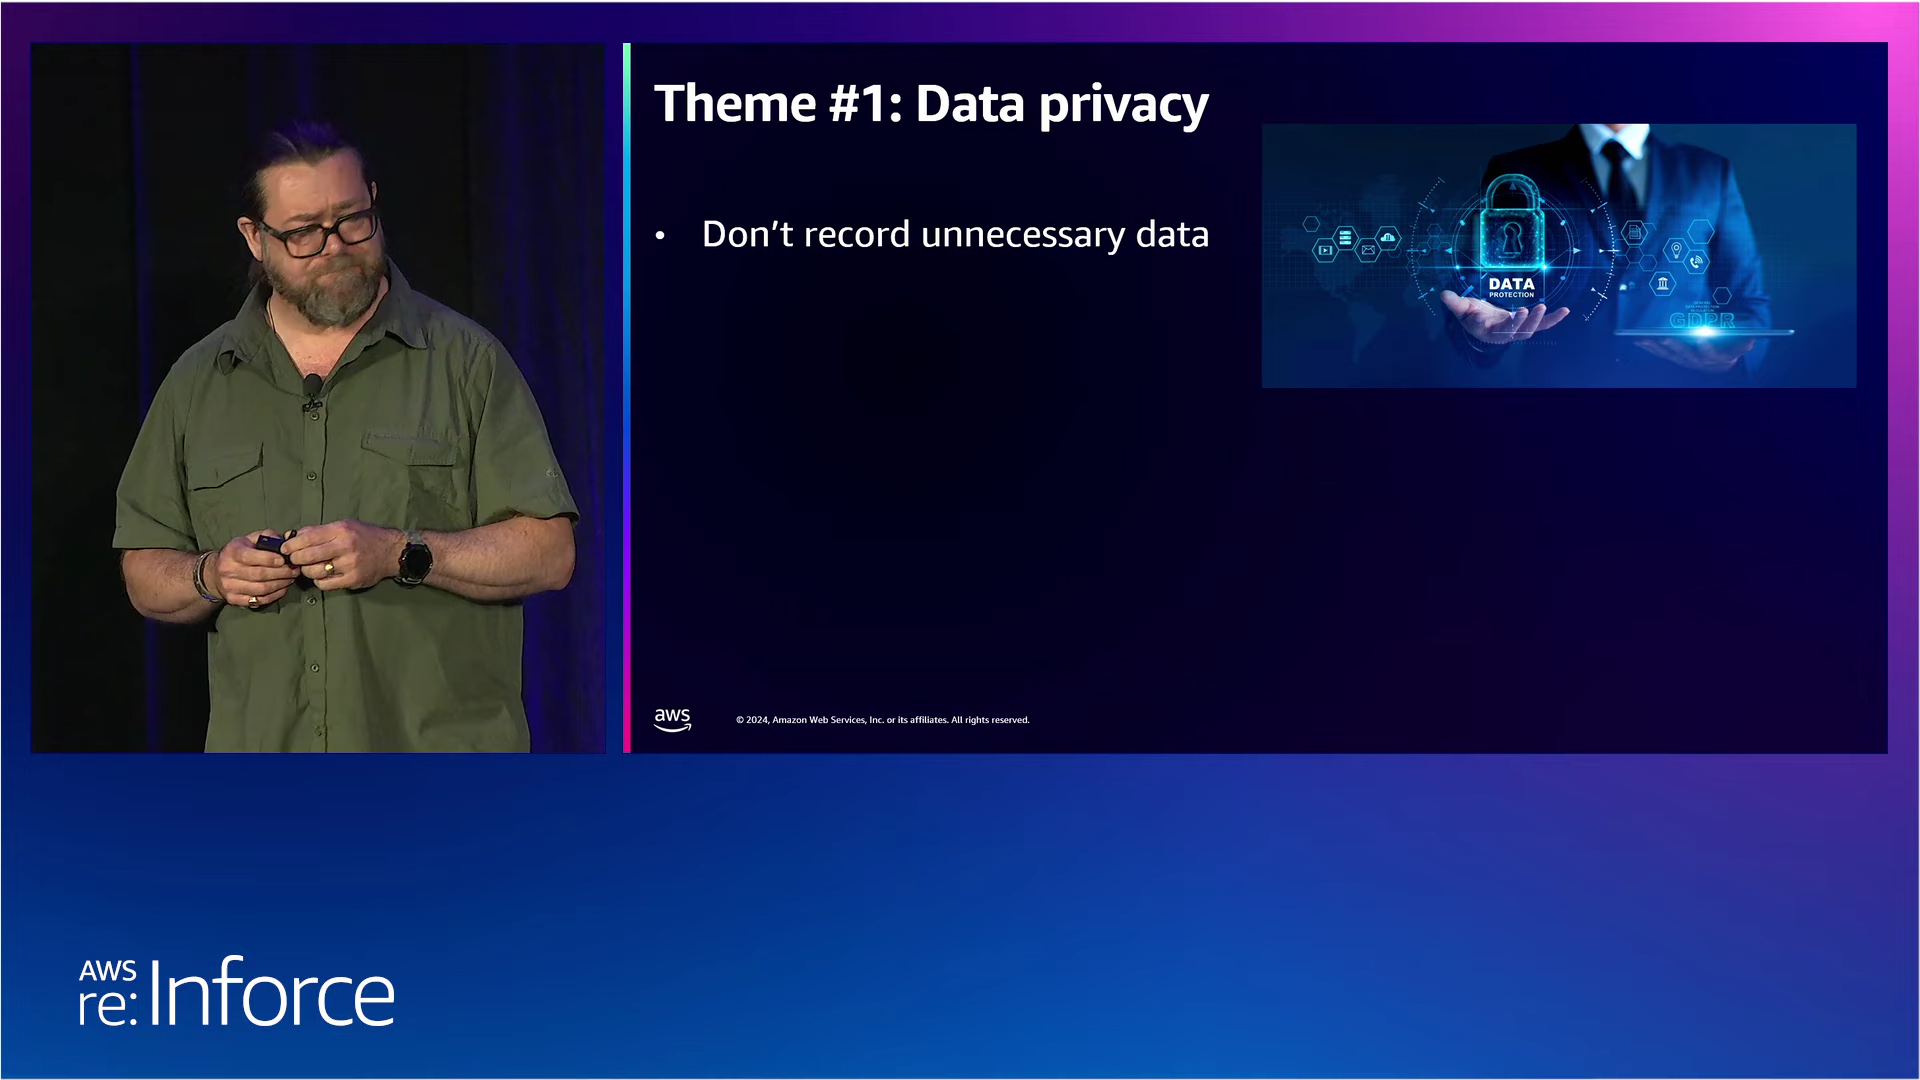 Theme #1: Data privacy
• Don’t record unnecessary data
DATA
PROTECTION
GDPR
aws
© 2024, Amazon Web Services, Inc. or its affiliates. All rights reserved.
AWS
re:Inforce